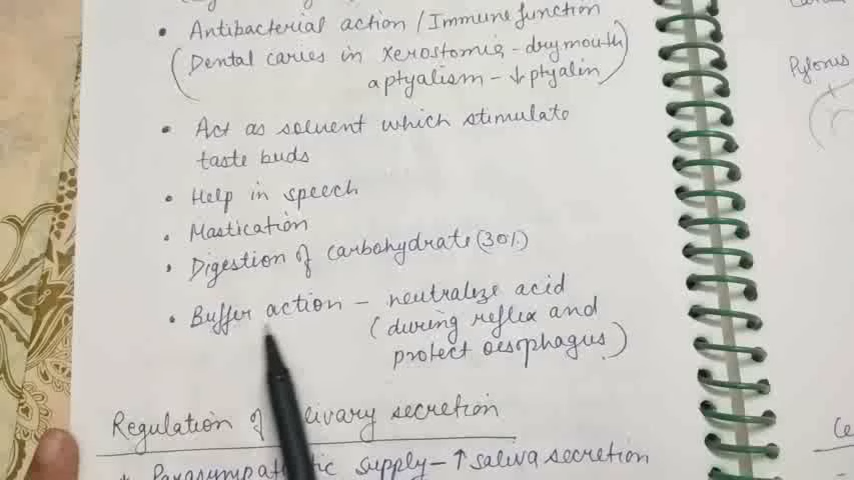 • Antibacterial action / Immune function
(Dental caries in xerostomia - dry mouth
aptyalism - ↓ ptyalin)
• Act as solvent which stimulate
taste buds
• Help in speech
• Mastication
• Digestion of carbohydrate (30%)
• Buffer action - neutralize acid
(during reflex and
protect oesophagus)
Regulation of salivary secretion
* Parasympathetic supply - ↑ saliva secretion
Pylorus